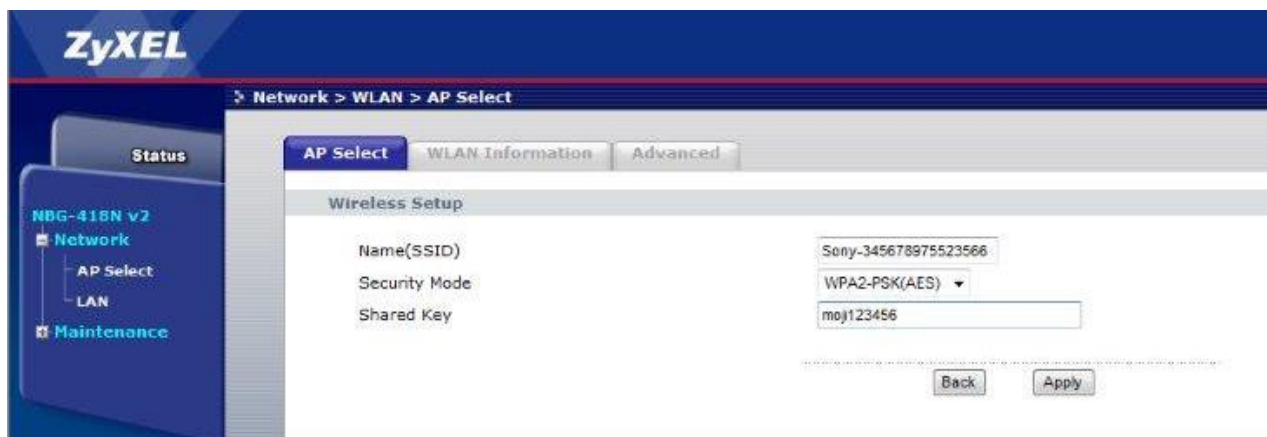 ZyXEL
Network > WLAN > AP Select
Status
AP Select WLAN Information Advanced
Wireless Setup
NBG-418N v2
Network
AP Select
LAN
Maintenance
Name(SSID) Sony-345678975523566
Security Mode WPA2-PSK(AES)
Shared Key moji123456
Back Apply